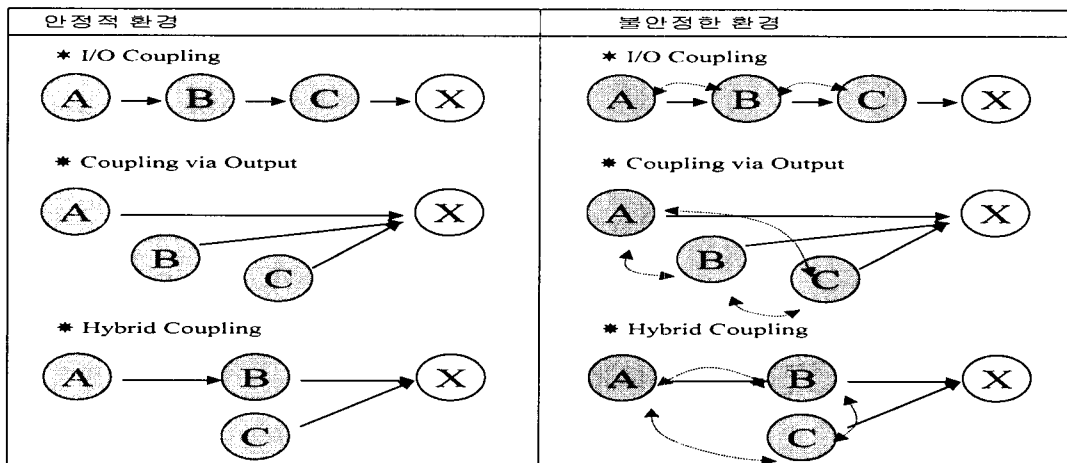 안정적 환경
* I/O Coupling
A B C X
* Coupling via Output
A X
B
C
* Hybrid Coupling
A B X
C
불안정한 환경
* I/O Coupling
A B C X
* Coupling via Output
A X
B
C
* Hybrid Coupling
A B X
C